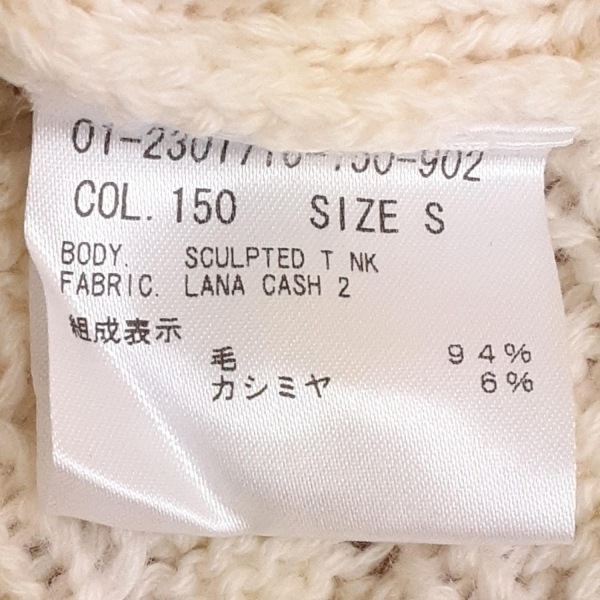 COL. 150 SIZE S
BODY. SCULPTED T NK
FABRIC. LANA CASH 2
組成表示
毛 94%
カシミヤ 6%